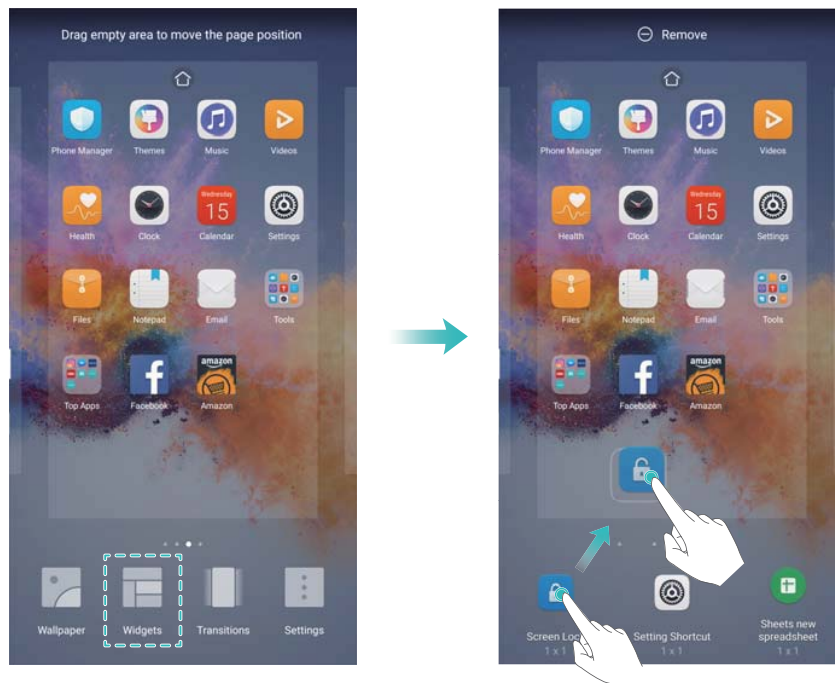 Drag empty area to move the page position
Phone Manager Themes Music Videos
Wednesday
15
Health Clock Calendar Settings
Files Notepad Email Tools
amazon
Top Apps Facebook Amazon
Wallpaper Widgets Transitions Settings
Remove
Phone Manager Themes Music Videos
Wednesday
15
Health Clock Calendar Settings
Files Notepad Email Tools
amazon
Top Apps Facebook Amazon
Screen Loc Setting Shortcut Sheets new
spreadsheet
1 x 1 1 x 1 1 x 1